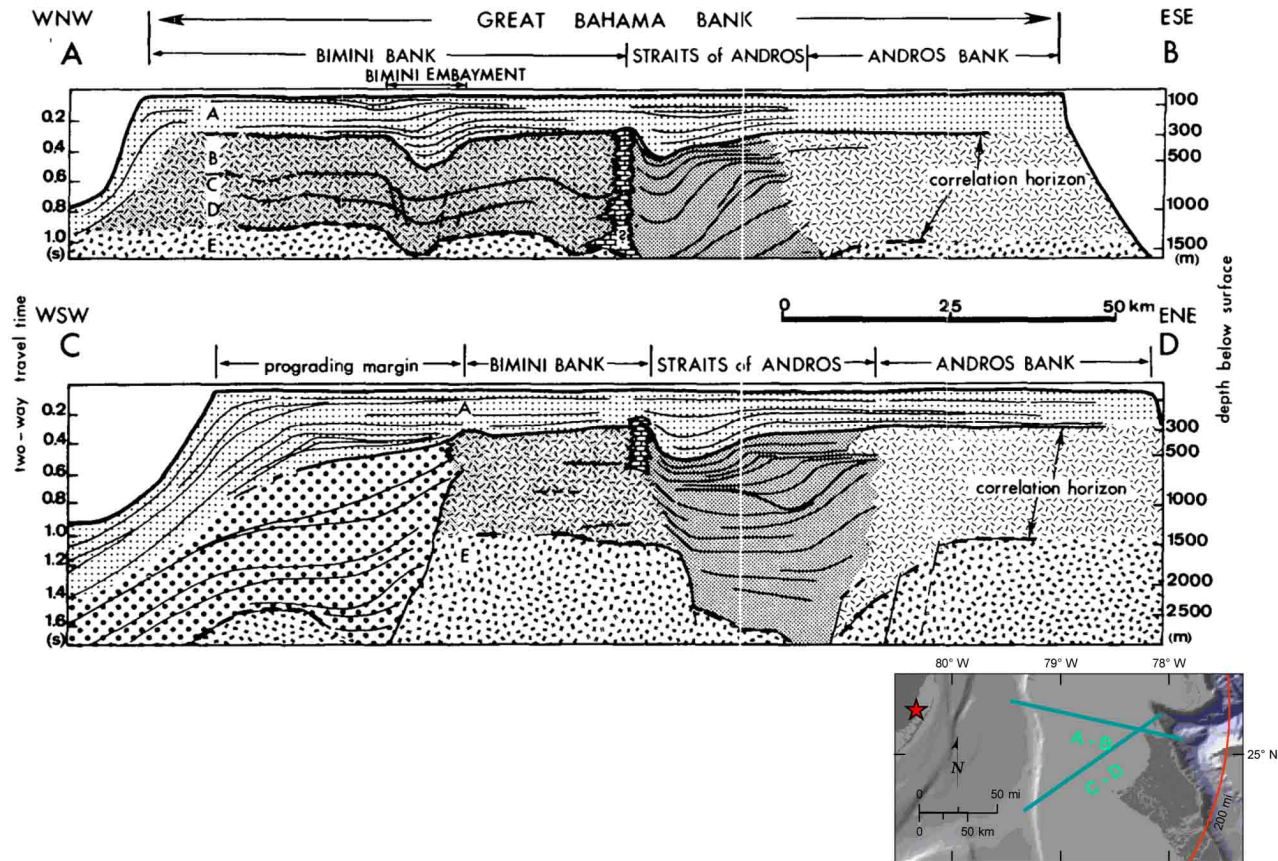 WNW GREAT BAHAMA BANK ESE
A BIMINI BANK STRAITS of ANDROS ANDROS BANK B
BIMINI EMBAYMENT
A
B
C
D
E
0.2
0.4
0.6
0.8
1.0
(s)
2
correlation horizon
100
300
500
1000
1500
(m)
0 25 50 km
two-way travel time
depth below surface
WSW ENE
C prograding margin BIMINI BANK STRAITS of ANDROS ANDROS BANK D
A
E
0.2
0.4
0.6
0.8
1.0
1.2
1.4
1.6
(s)
correlation horizon
300
500
1000
1500
2000
2500
(m)
80° W 79° W 78° W
A - B
C - D
25° N
N
0 50 mi
0 50 km
200 mi